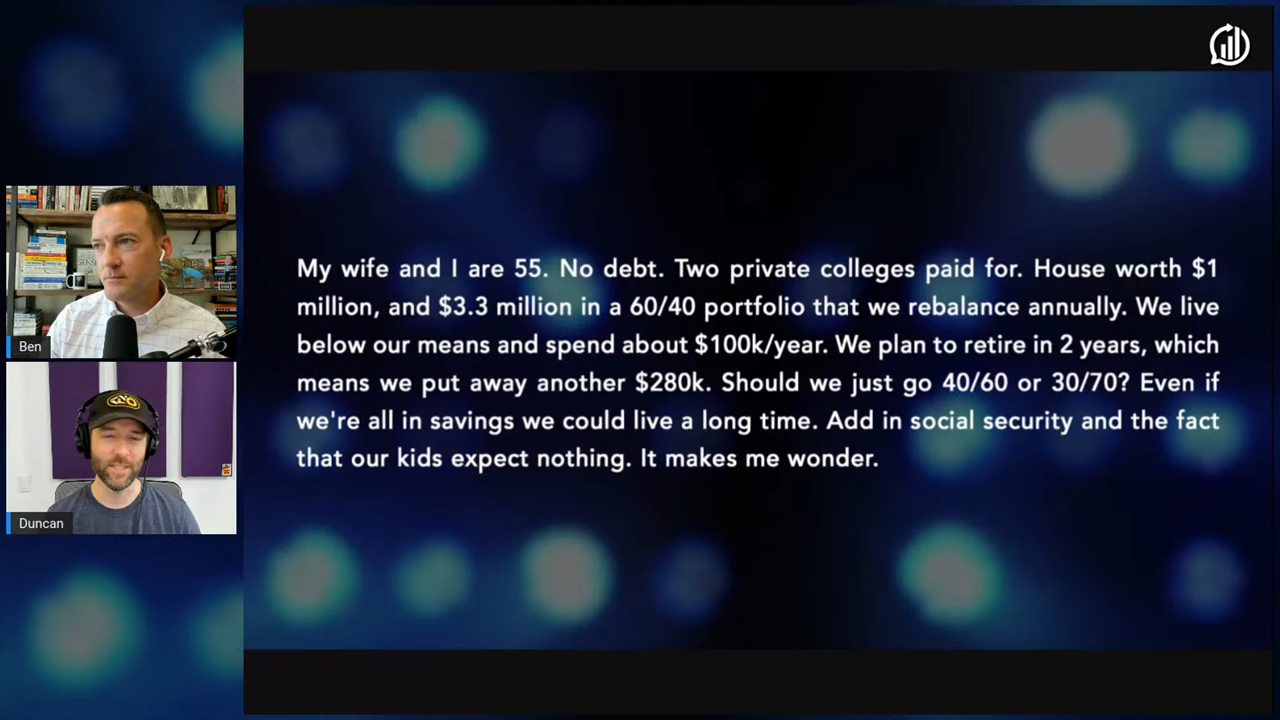 My wife and I are 55. No debt. Two private colleges paid for. House worth $1
million, and $3.3 million in a 60/40 portfolio that we rebalance annually. We live
below our means and spend about $100k/year. We plan to retire in 2 years, which
means we put away another $280k. Should we just go 40/60 or 30/70? Even if
we're all in savings we could live a long time. Add in social security and the fact
that our kids expect nothing. It makes me wonder.
Ben
Duncan